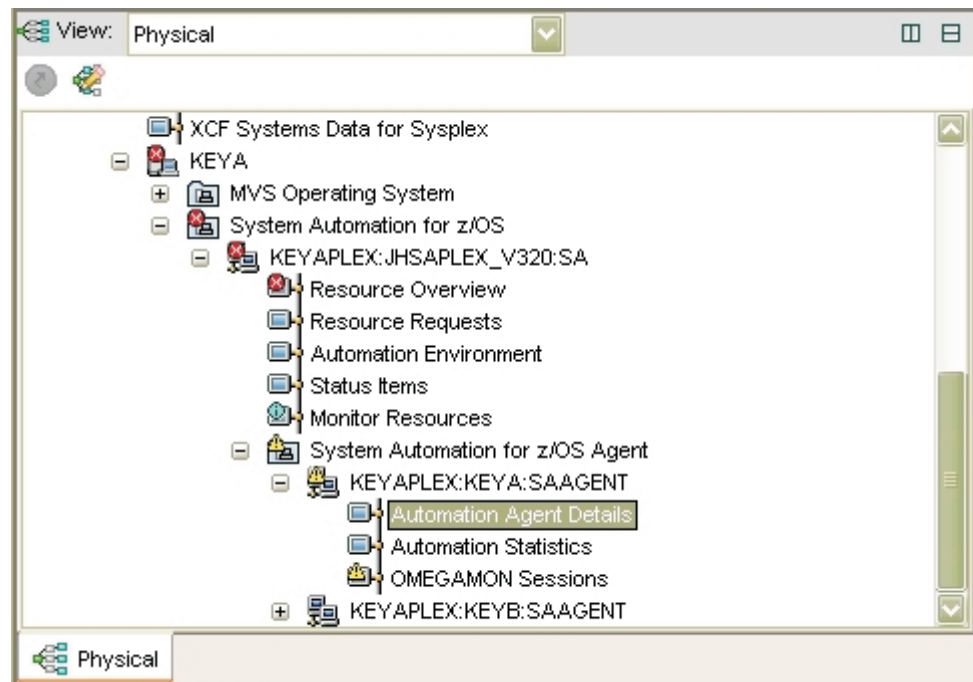 View: Physical
XCF Systems Data for Sysplex
KEYA
MVS Operating System
System Automation for z/OS
KEYAPLEX:JHSAPLEX_V320:SA
Resource Overview
Resource Requests
Automation Environment
Status Items
Monitor Resources
System Automation for z/OS Agent
KEYAPLEX:KEYA:SAAGENT
Automation Agent Details
Automation Statistics
OMEGAMON Sessions
KEYAPLEX:KEYB:SAAGENT
Physical